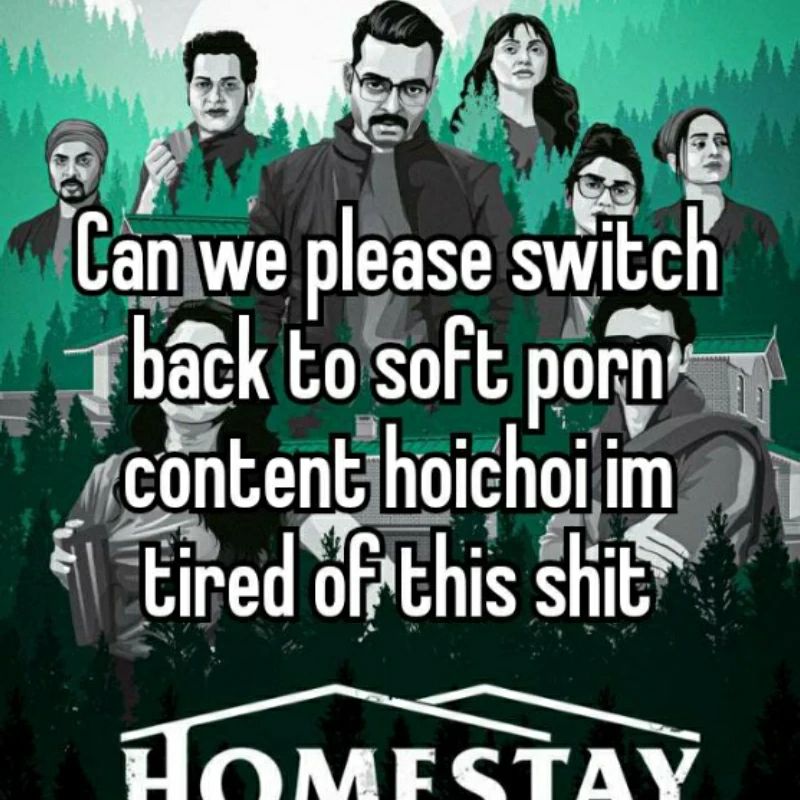 Can we please switch
back to soft porn
content hoichoi im
tired of this shit
HOMESTAY